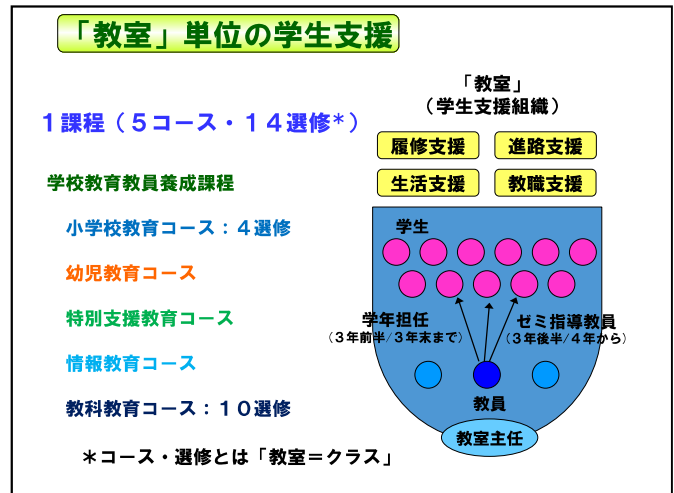 「教室」単位の学生支援
「教室」
（学生支援組織）
１課程（５コース・１４選修*）
履修支援
進路支援
生活支援
教職支援
学校教育教員養成課程
小学校教育コース：４選修
幼児教育コース
特別支援教育コース
情報教育コース
教科教育コース：１０選修
＊コース・選修とは「教室＝クラス」
学生
学年担任
（３年前半/３年末まで）
ゼミ指導教員
（３年後半/４年から）
教員
教室主任